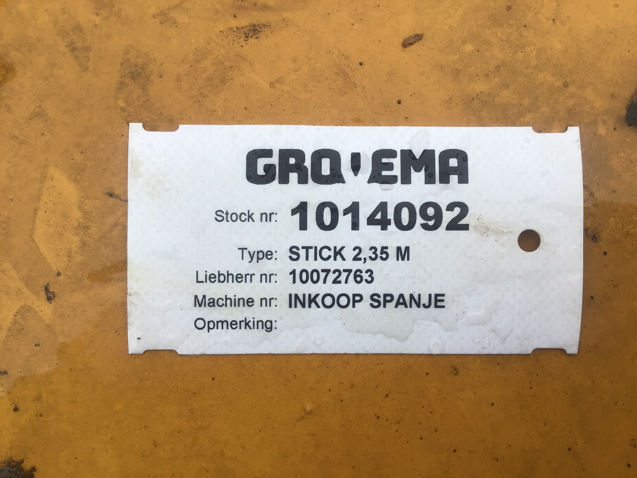 GROVEMA
Stock nr: 1014092
Type: STICK 2,35 M
Liebherr nr: 10072763
Machine nr: INKOOP SPANJE
Opmerking: